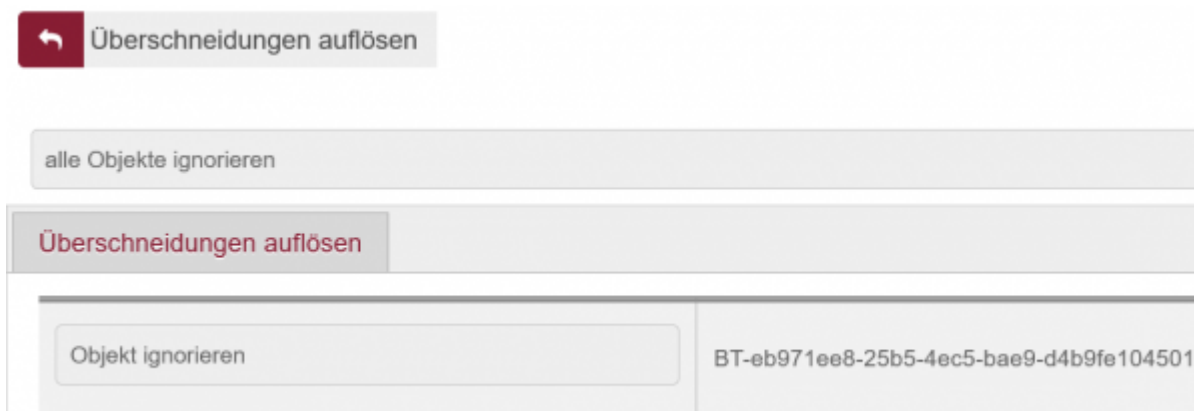 Überschneidungen auflösen
alle Objekte ignorieren
Überschneidungen auflösen
Objekt ignorieren
BT-eb971ee8-25b5-4ec5-bae9-d4b9fe104501